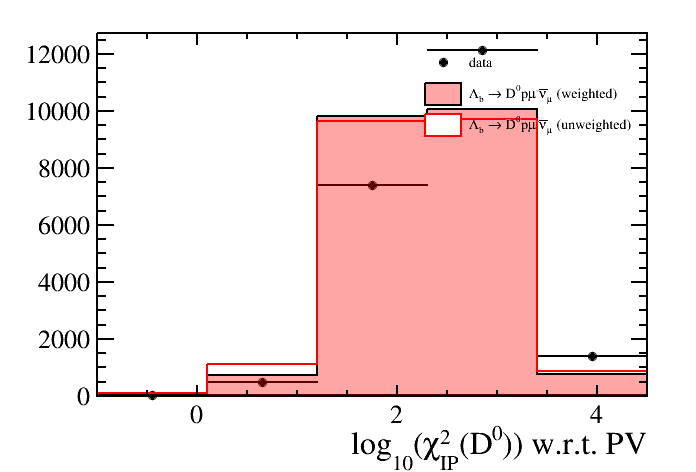 12000
10000
8000
6000
4000
2000
0
data
Λb → D⁰pμ ν̅μ (weighted)
Λb → D⁰pμ ν̅μ (unweighted)
0 2 4
log₁₀(χ²IP(D⁰)) w.r.t. PV